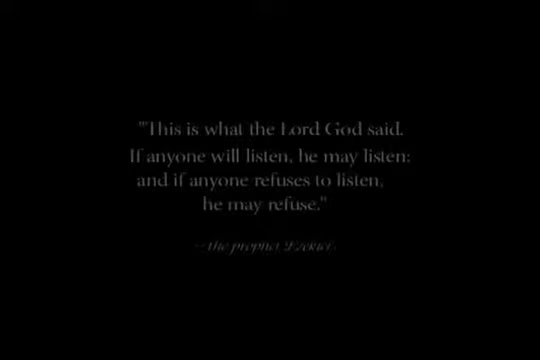 "This is what the Lord God said.
If anyone will listen, he may listen;
and if anyone refuses to listen,
he may refuse."
--the prophet Ezekiel